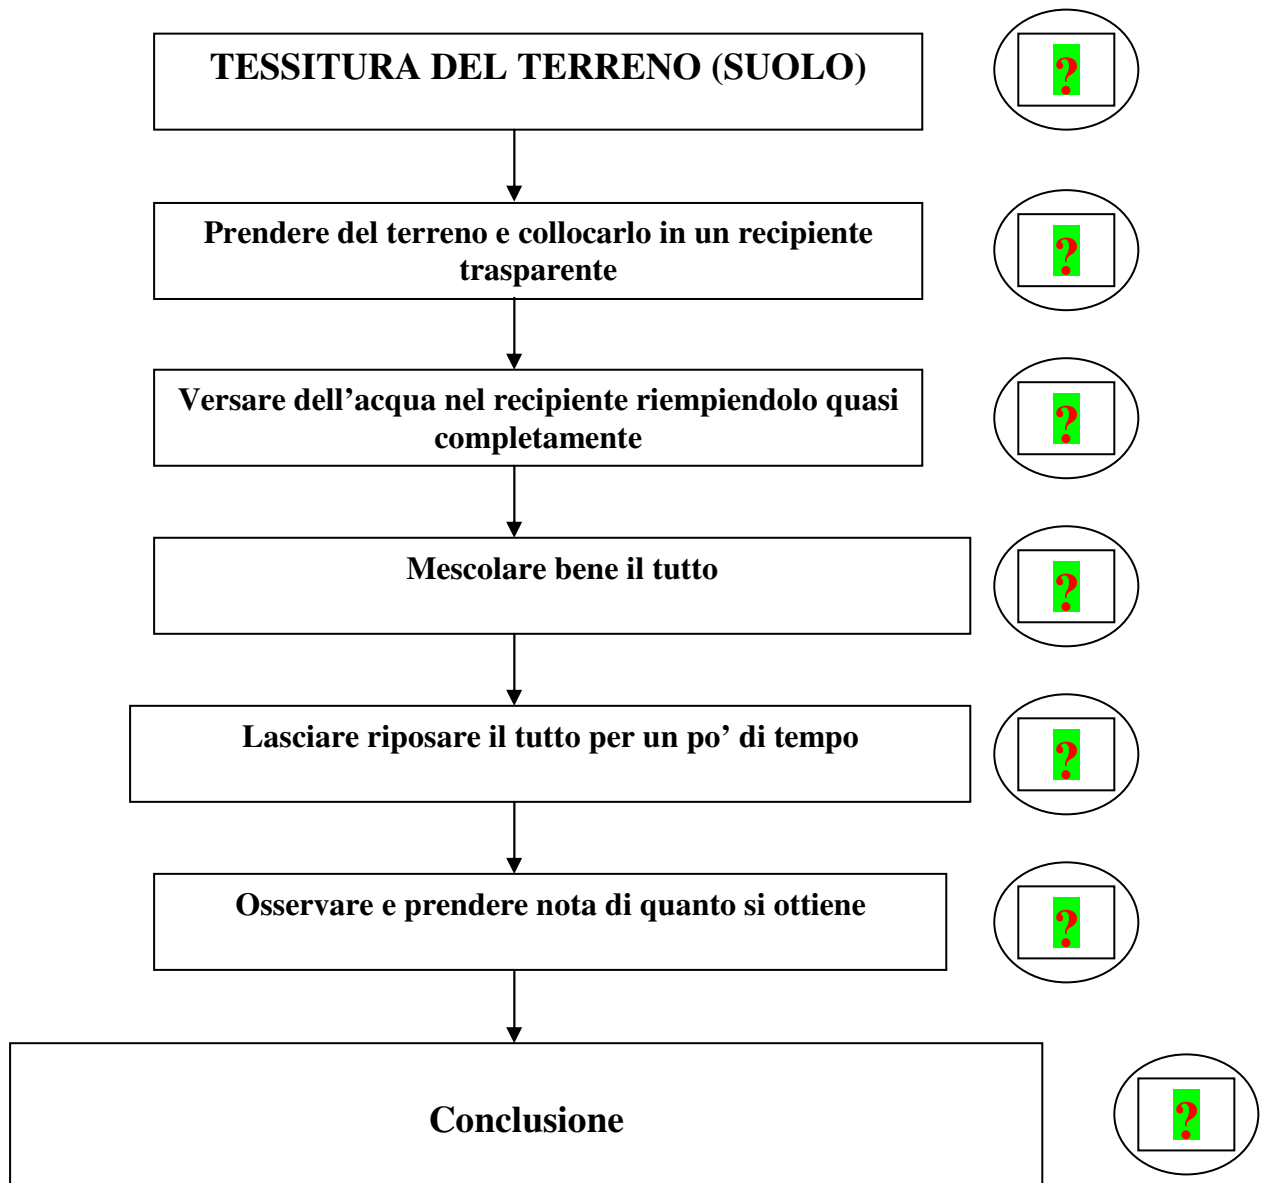 TESSITURA DEL TERRENO (SUOLO)
?
Prendere del terreno e collocarlo in un recipiente
trasparente
?
Versare dell’acqua nel recipiente riempiendolo quasi
completamente
?
Mescolare bene il tutto
?
Lasciare riposare il tutto per un po’ di tempo
?
Osservare e prendere nota di quanto si ottiene
?
Conclusione
?